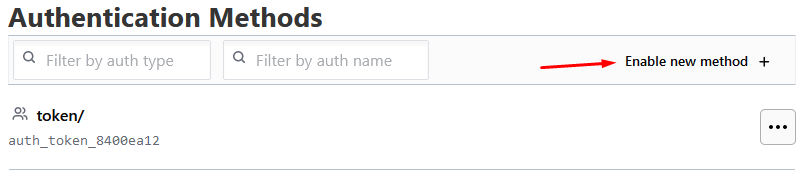 Authentication Methods
Filter by auth type Filter by auth name Enable new method +
token/
auth_token_8400ea12